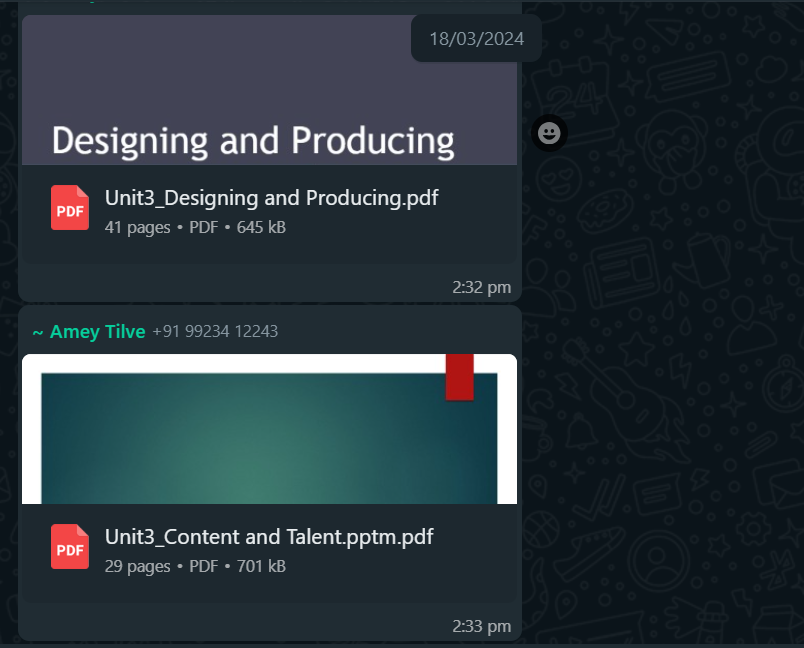 18/03/2024
Designing and Producing
PDF
Unit3_Designing and Producing.pdf
41 pages • PDF • 645 kB
2:32 pm
~ Amey Tilve +91 99234 12243
PDF
Unit3_Content and Talent.pptm.pdf
29 pages • PDF • 701 kB
2:33 pm